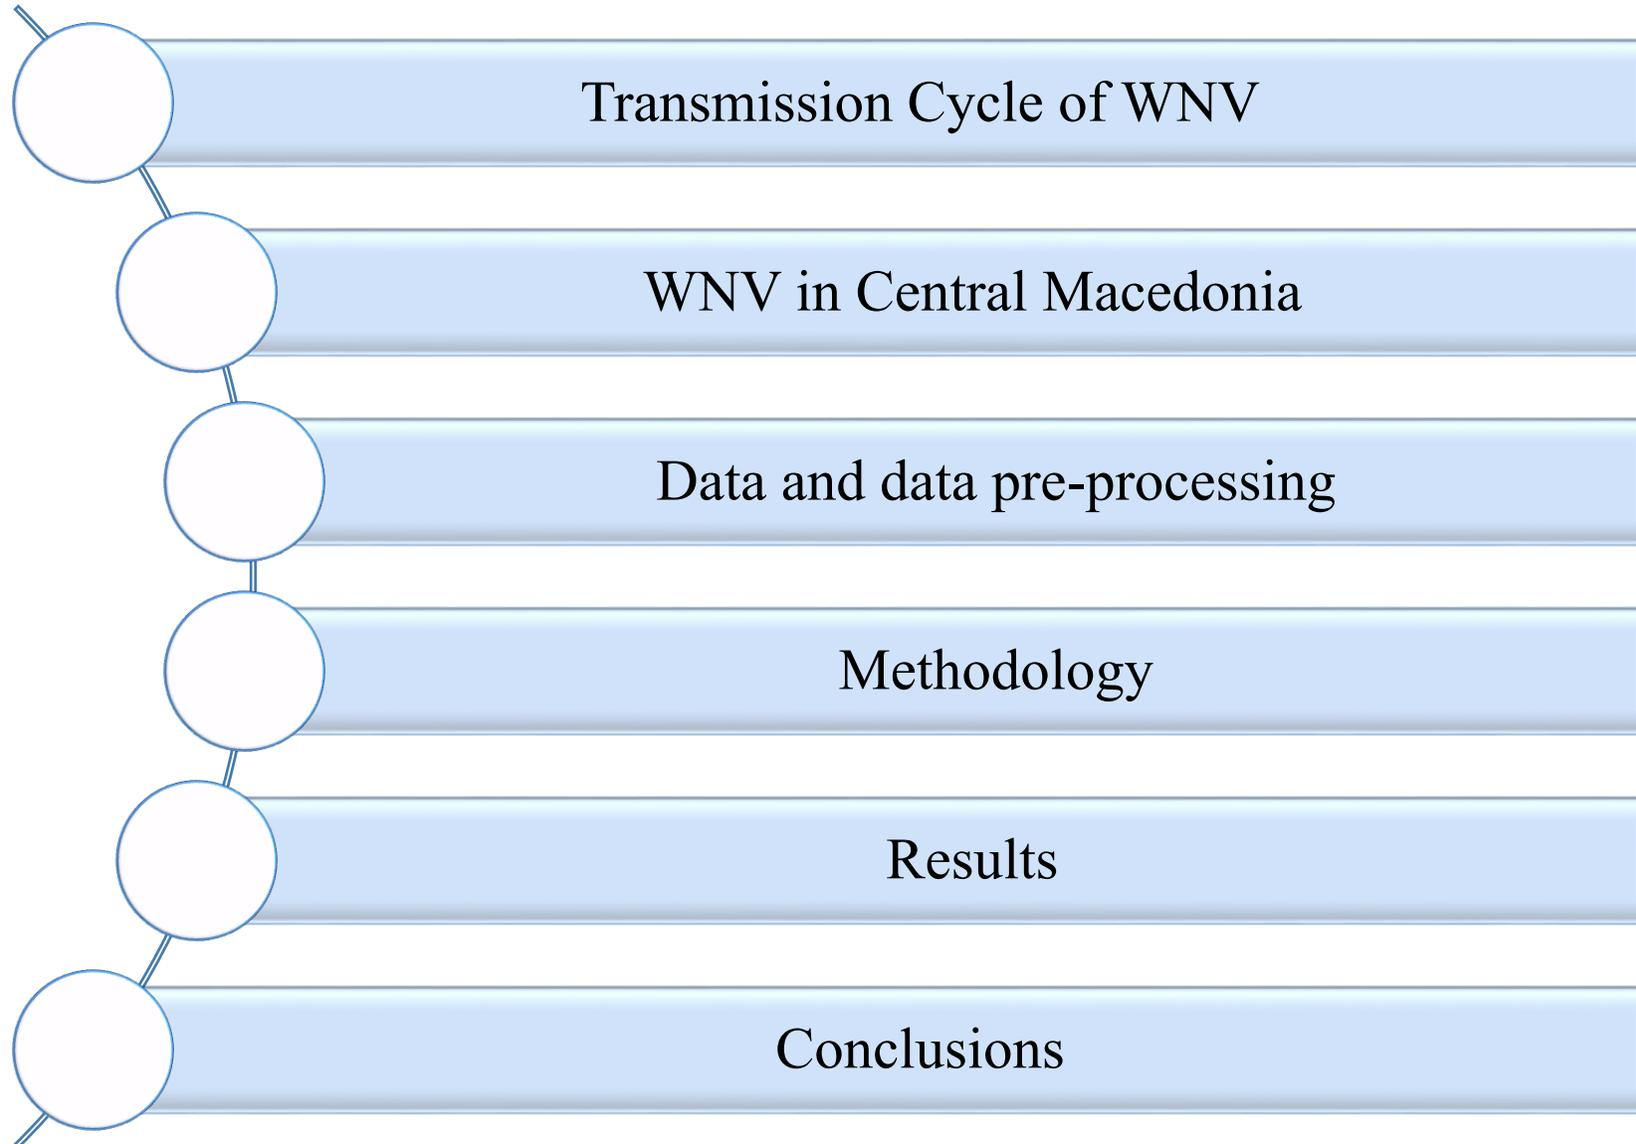 Transmission Cycle of WNV
WNV in Central Macedonia
Data and data pre-processing
Methodology
Results
Conclusions